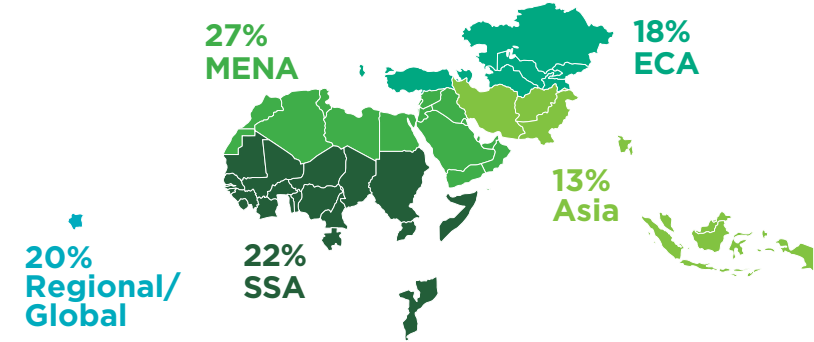 27%
MENA
18%
ECA
13%
Asia
22%
SSA
20%
Regional/
Global